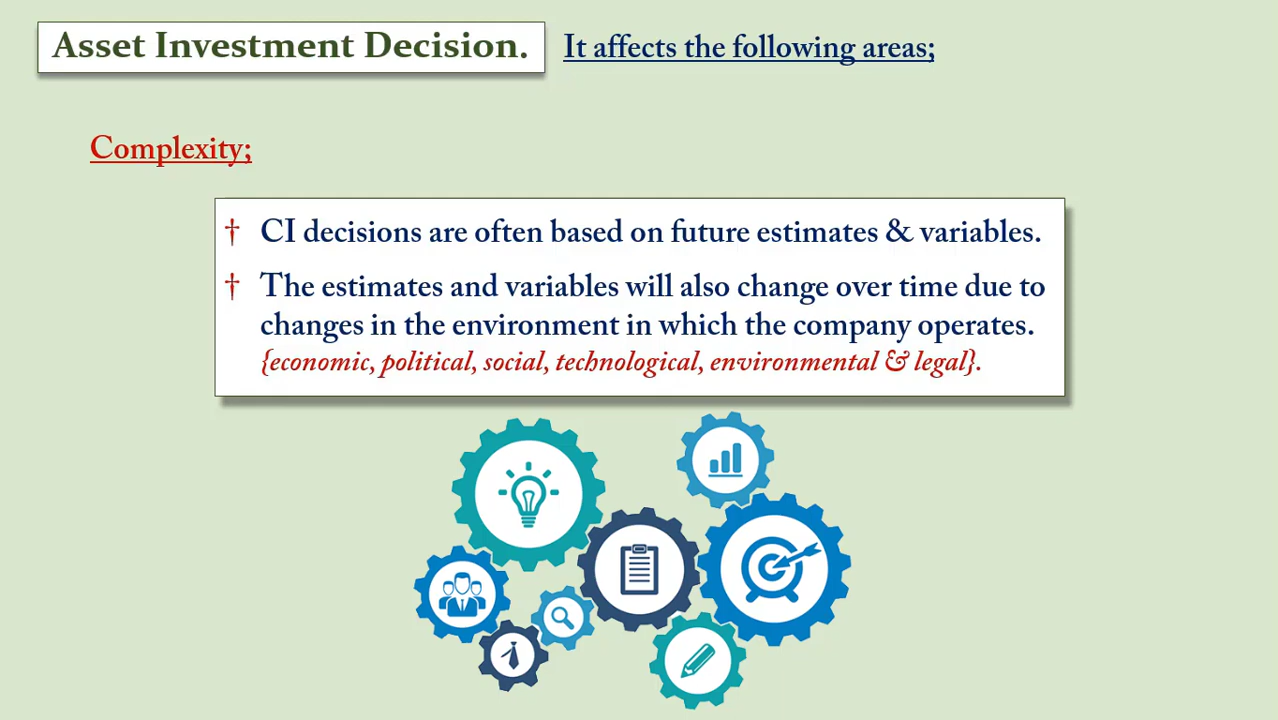 Asset Investment Decision.
It affects the following areas;
Complexity;
† CI decisions are often based on future estimates & variables.
† The estimates and variables will also change over time due to
changes in the environment in which the company operates.
{economic, political, social, technological, environmental & legal}.